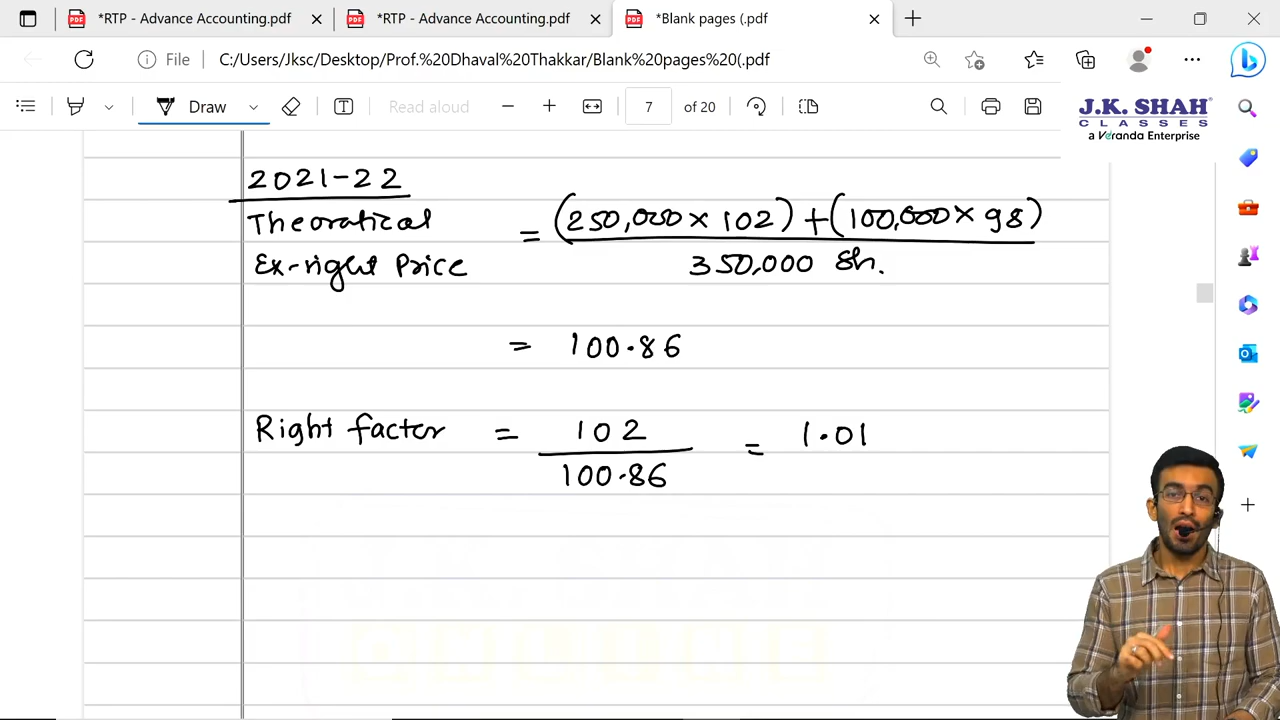 *RTP - Advance Accounting.pdf
*RTP - Advance Accounting.pdf
*Blank pages (.pdf
File
C:/Users/Jksc/Desktop/Prof.%20Dhaval%20Thakkar/Blank%20pages%20(.pdf
Draw
Read aloud
7
of 20
J.K. SHAH
CLASSES
a Veranda Enterprise
2021-22
Theoratical
Ex-right Price
= (250,000 × 102) + (100,000 × 98)
350,000 Sh.
= 100.86
Right factor = 102 = 1.01
100.86